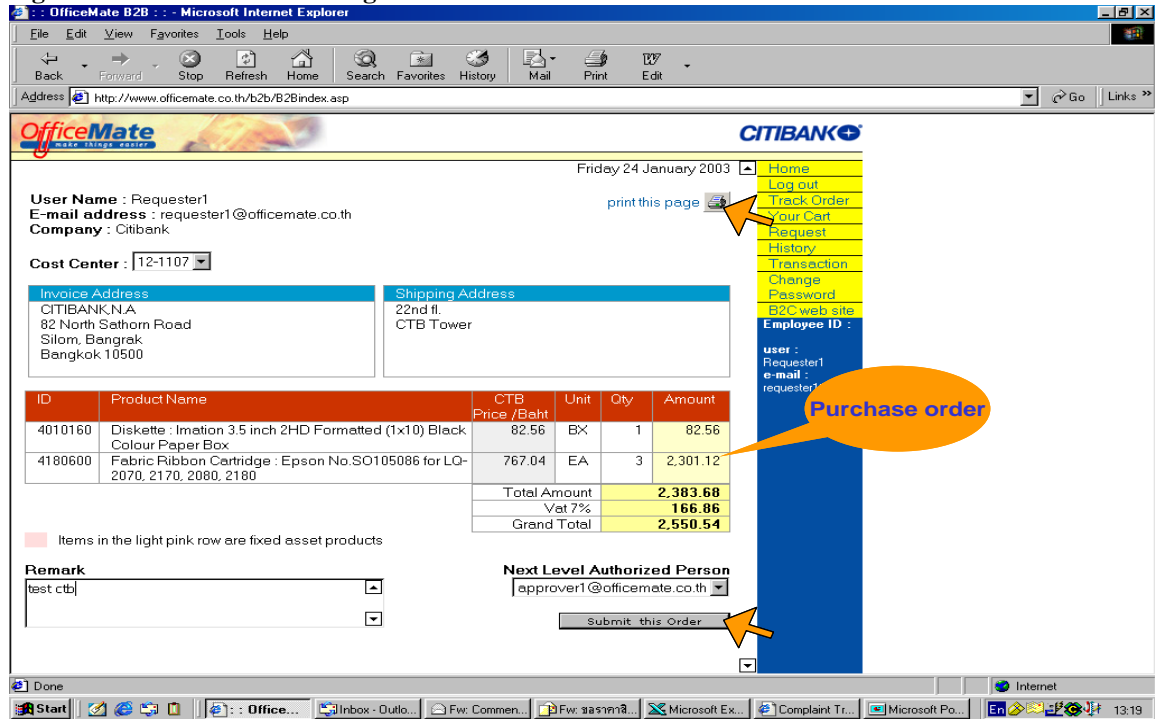 : : OfficeMate B2B : : - Microsoft Internet Explorer
File Edit View Favorites Tools Help
Back Forward Stop Refresh Home Search Favorites History Mail Print Edit
Address http://www.officemate.co.th/b2b/B2Bindex.asp Go Links »
OfficeMate
make things easier
CITIBANK
Friday 24 January 2003
Home
Log out
Track Order
Your Cart
Request
History
Transaction
Change
Password
B2C web site
Employee ID :
user :
Requester1
e-mail :
User Name : Requester1
print this page
E-mail address : requester1@officemate.co.th
Company : Citibank
Cost Center : 12-1107
Invoice Address Shipping Address
CITIBANK,N.A 22nd fl.
82 North Sathorn Road CTB Tower
Silom, Bangrak
Bangkok 10500
Purchase order
ID Product Name CTB Price /Baht Unit Qty Amount
4010160 Diskette : Imation 3.5 inch 2HD Formatted (1x10) Black 82.56 BX 1 82.56
Colour Paper Box
4180600 Fabric Ribbon Cartridge : Epson No.SO105086 for LQ- 767.04 EA 3 2,301.12
2070, 2170, 2080, 2180
Total Amount 2,383.68
Vat 7% 166.86
Grand Total 2,550.54
Items in the light pink row are fixed asset products
Remark Next Level Authorized Person
test ctb approver1@officemate.co.th
Submit this Order
Done Internet
Start : : Office... Inbox - Outlo... Fw: Commen... Fw: ขอราคาสิ... Microsoft Ex... Complaint Tr... Microsoft Po... En 13:19